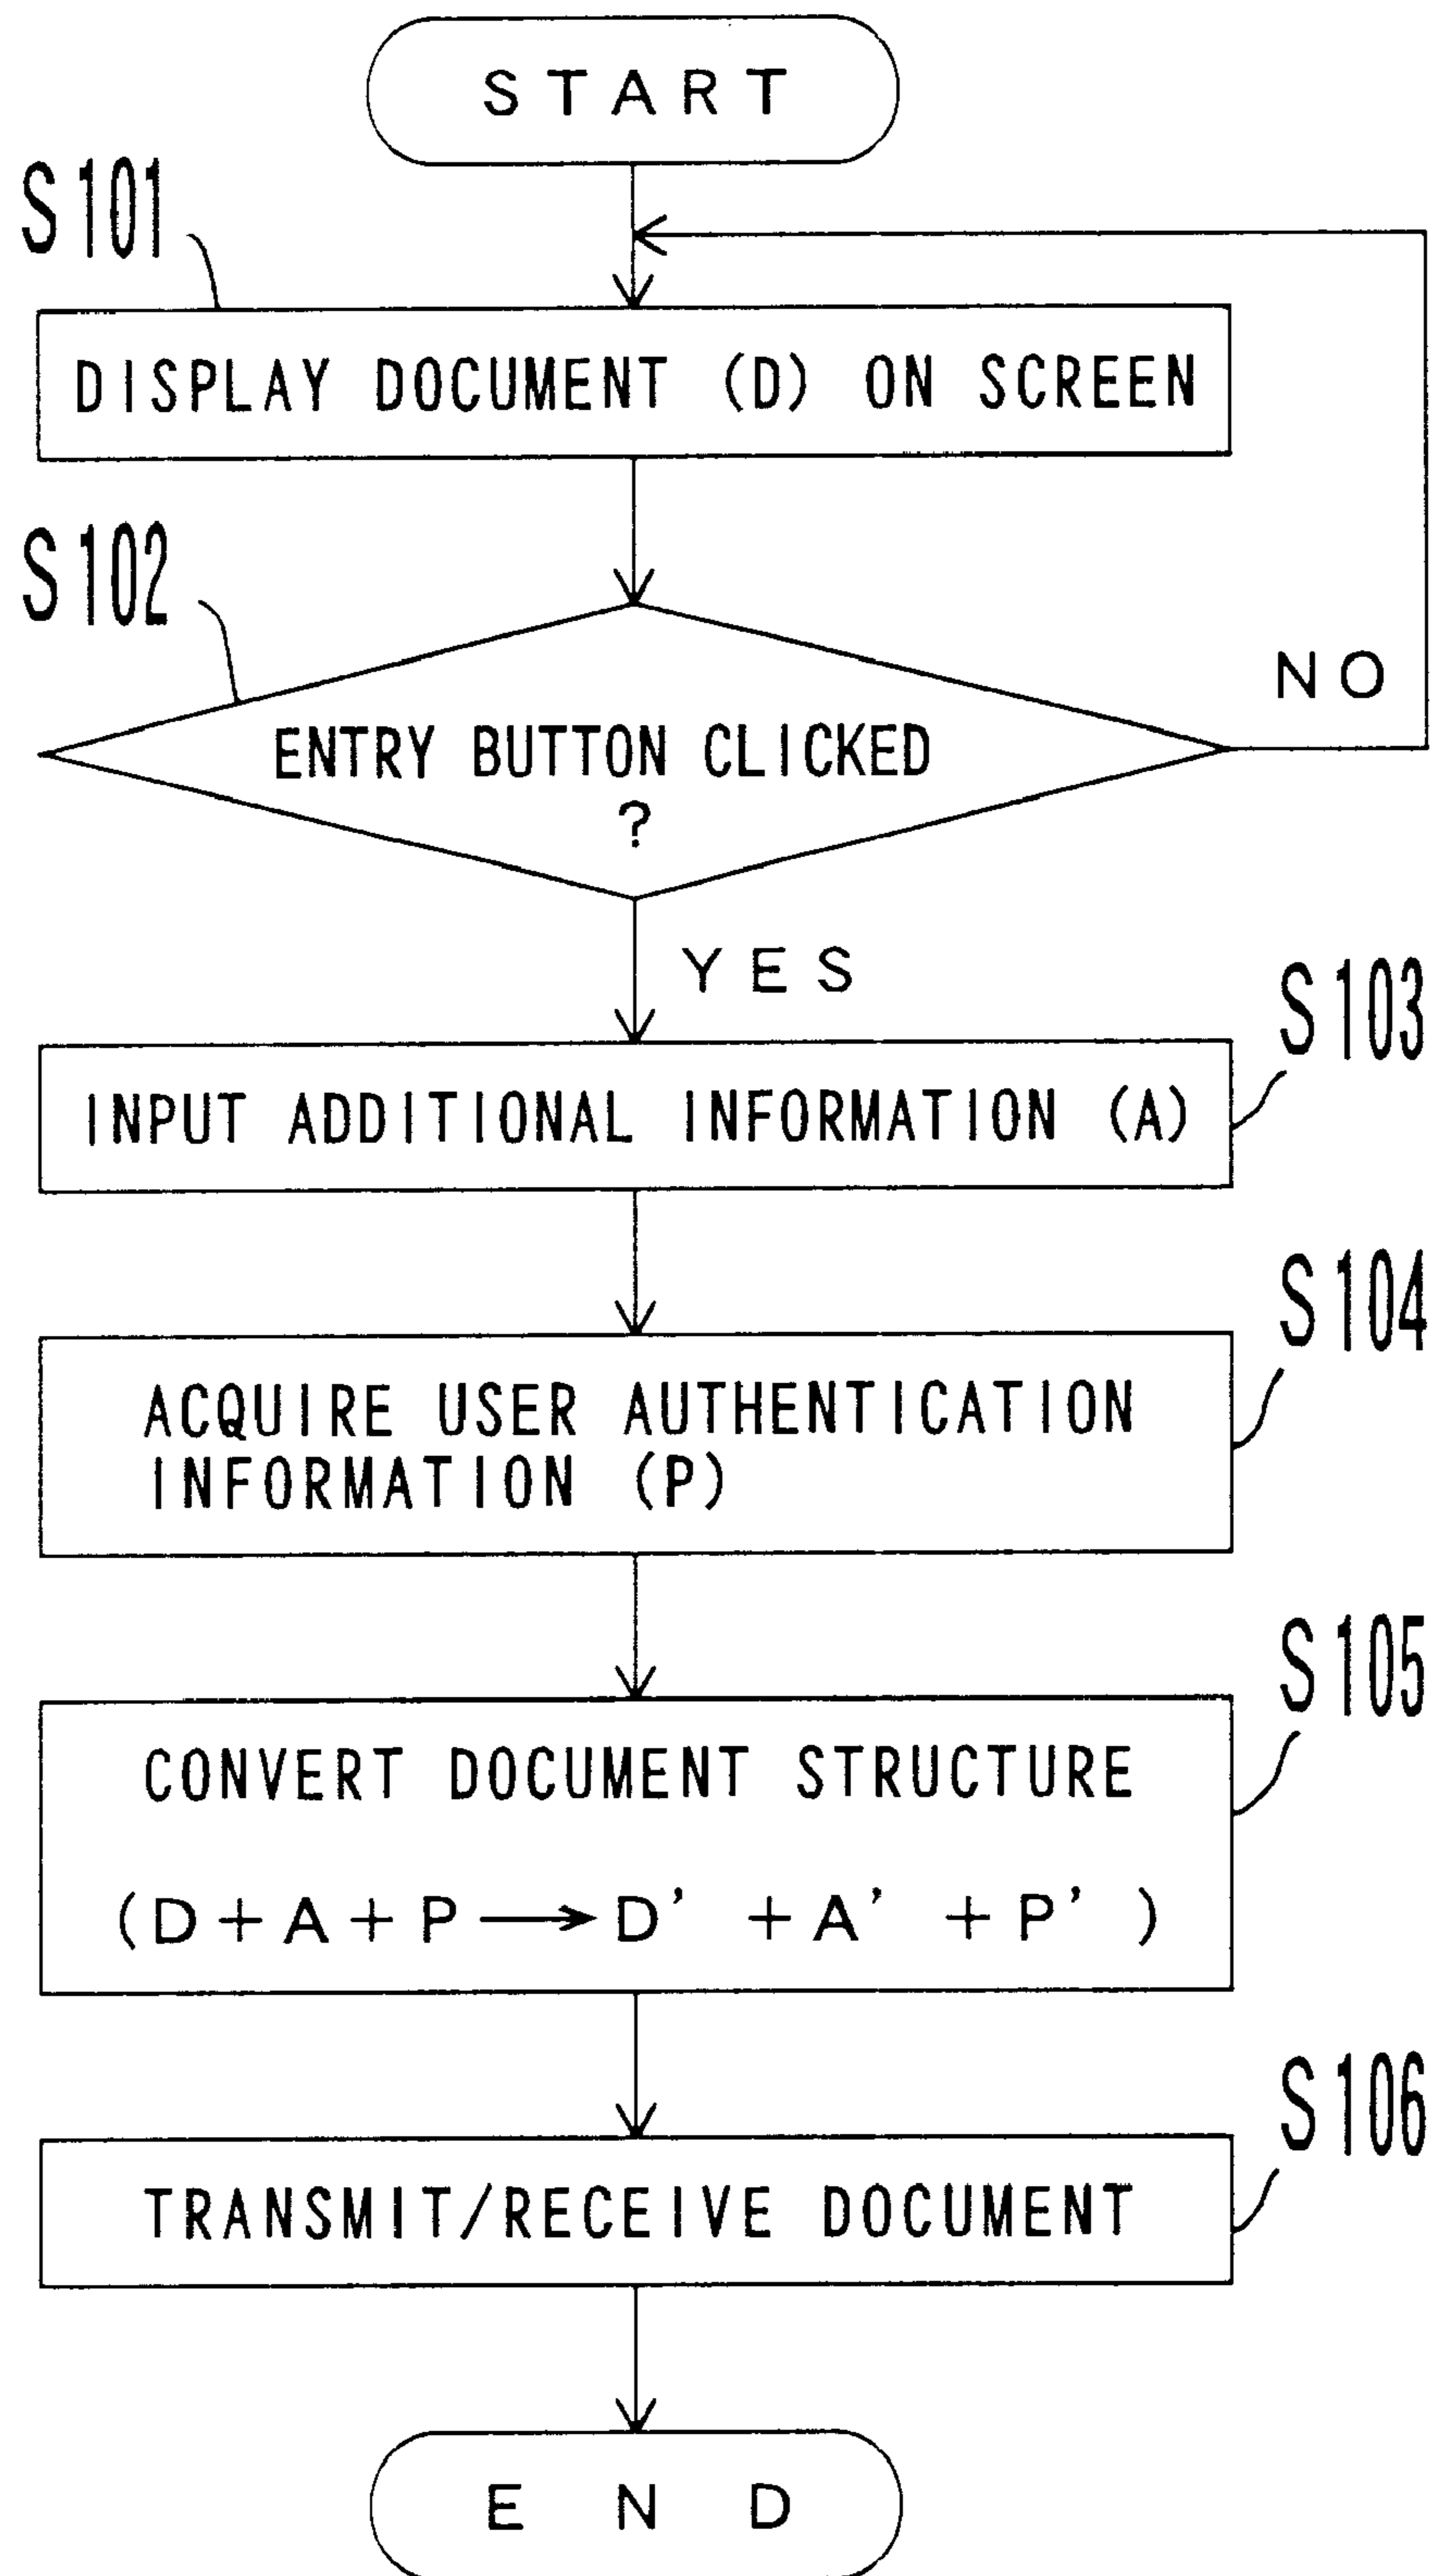 START
S101
DISPLAY DOCUMENT (D) ON SCREEN
S102
NO
ENTRY BUTTON CLICKED
?
YES
S103
INPUT ADDITIONAL INFORMATION (A)
S104
ACQUIRE USER AUTHENTICATION
INFORMATION (P)
S105
CONVERT DOCUMENT STRUCTURE
(D+A+P→D'+A'+P')
S106
TRANSMIT/RECEIVE DOCUMENT
END